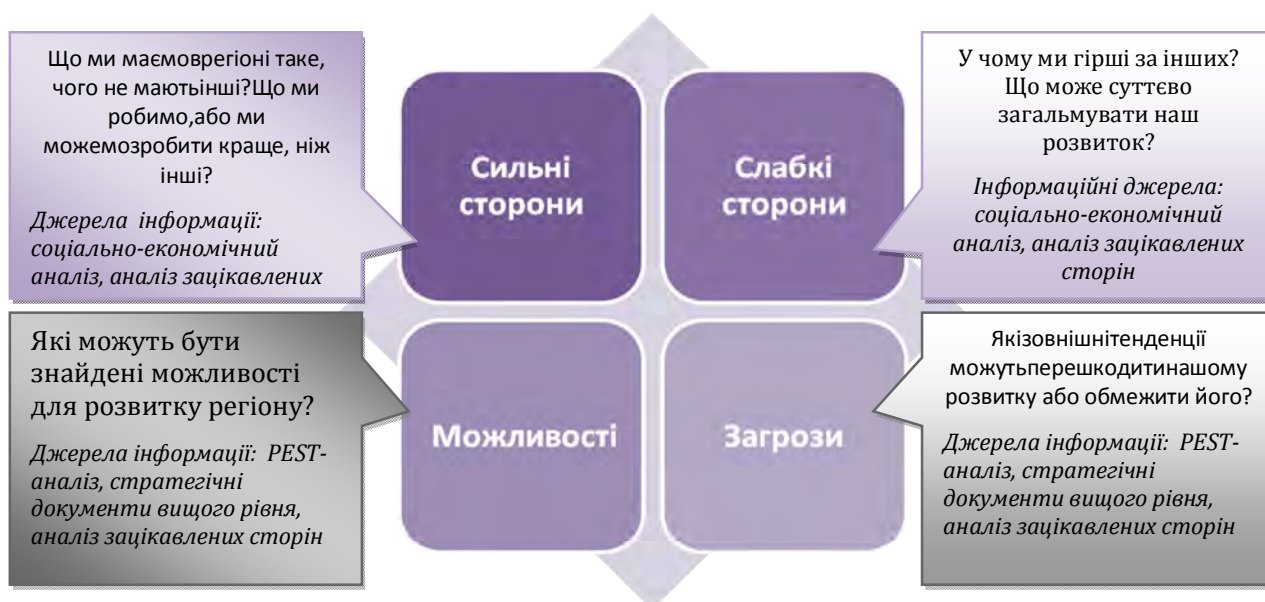 Що ми маємоврегіоні таке,
чого не маютьінші?Що ми
робимо,або ми
можемозробити краще, ніж
інші?
Джерела інформації:
соціально-економічний
аналіз, аналіз зацікавлених
Сильні
сторони
Слабкі
сторони
У чому ми гірші за інших?
Що може суттєво
загальмувати наш
розвиток?
Інформаційні джерела:
соціально-економічний
аналіз, аналіз зацікавлених
сторін
Які можуть бути
знайдені можливості
для розвитку регіону?
Джерела інформації: PEST-
аналіз, стратегічні
документи вищого рівня,
аналіз зацікавлених сторін
Можливості
Загрози
Якізовнішнітенденції
можутьперешкодитинашому
розвитку або обмежити його?
Джерела інформації: PEST-
аналіз, стратегічні
документи вищого рівня,
аналіз зацікавлених сторін